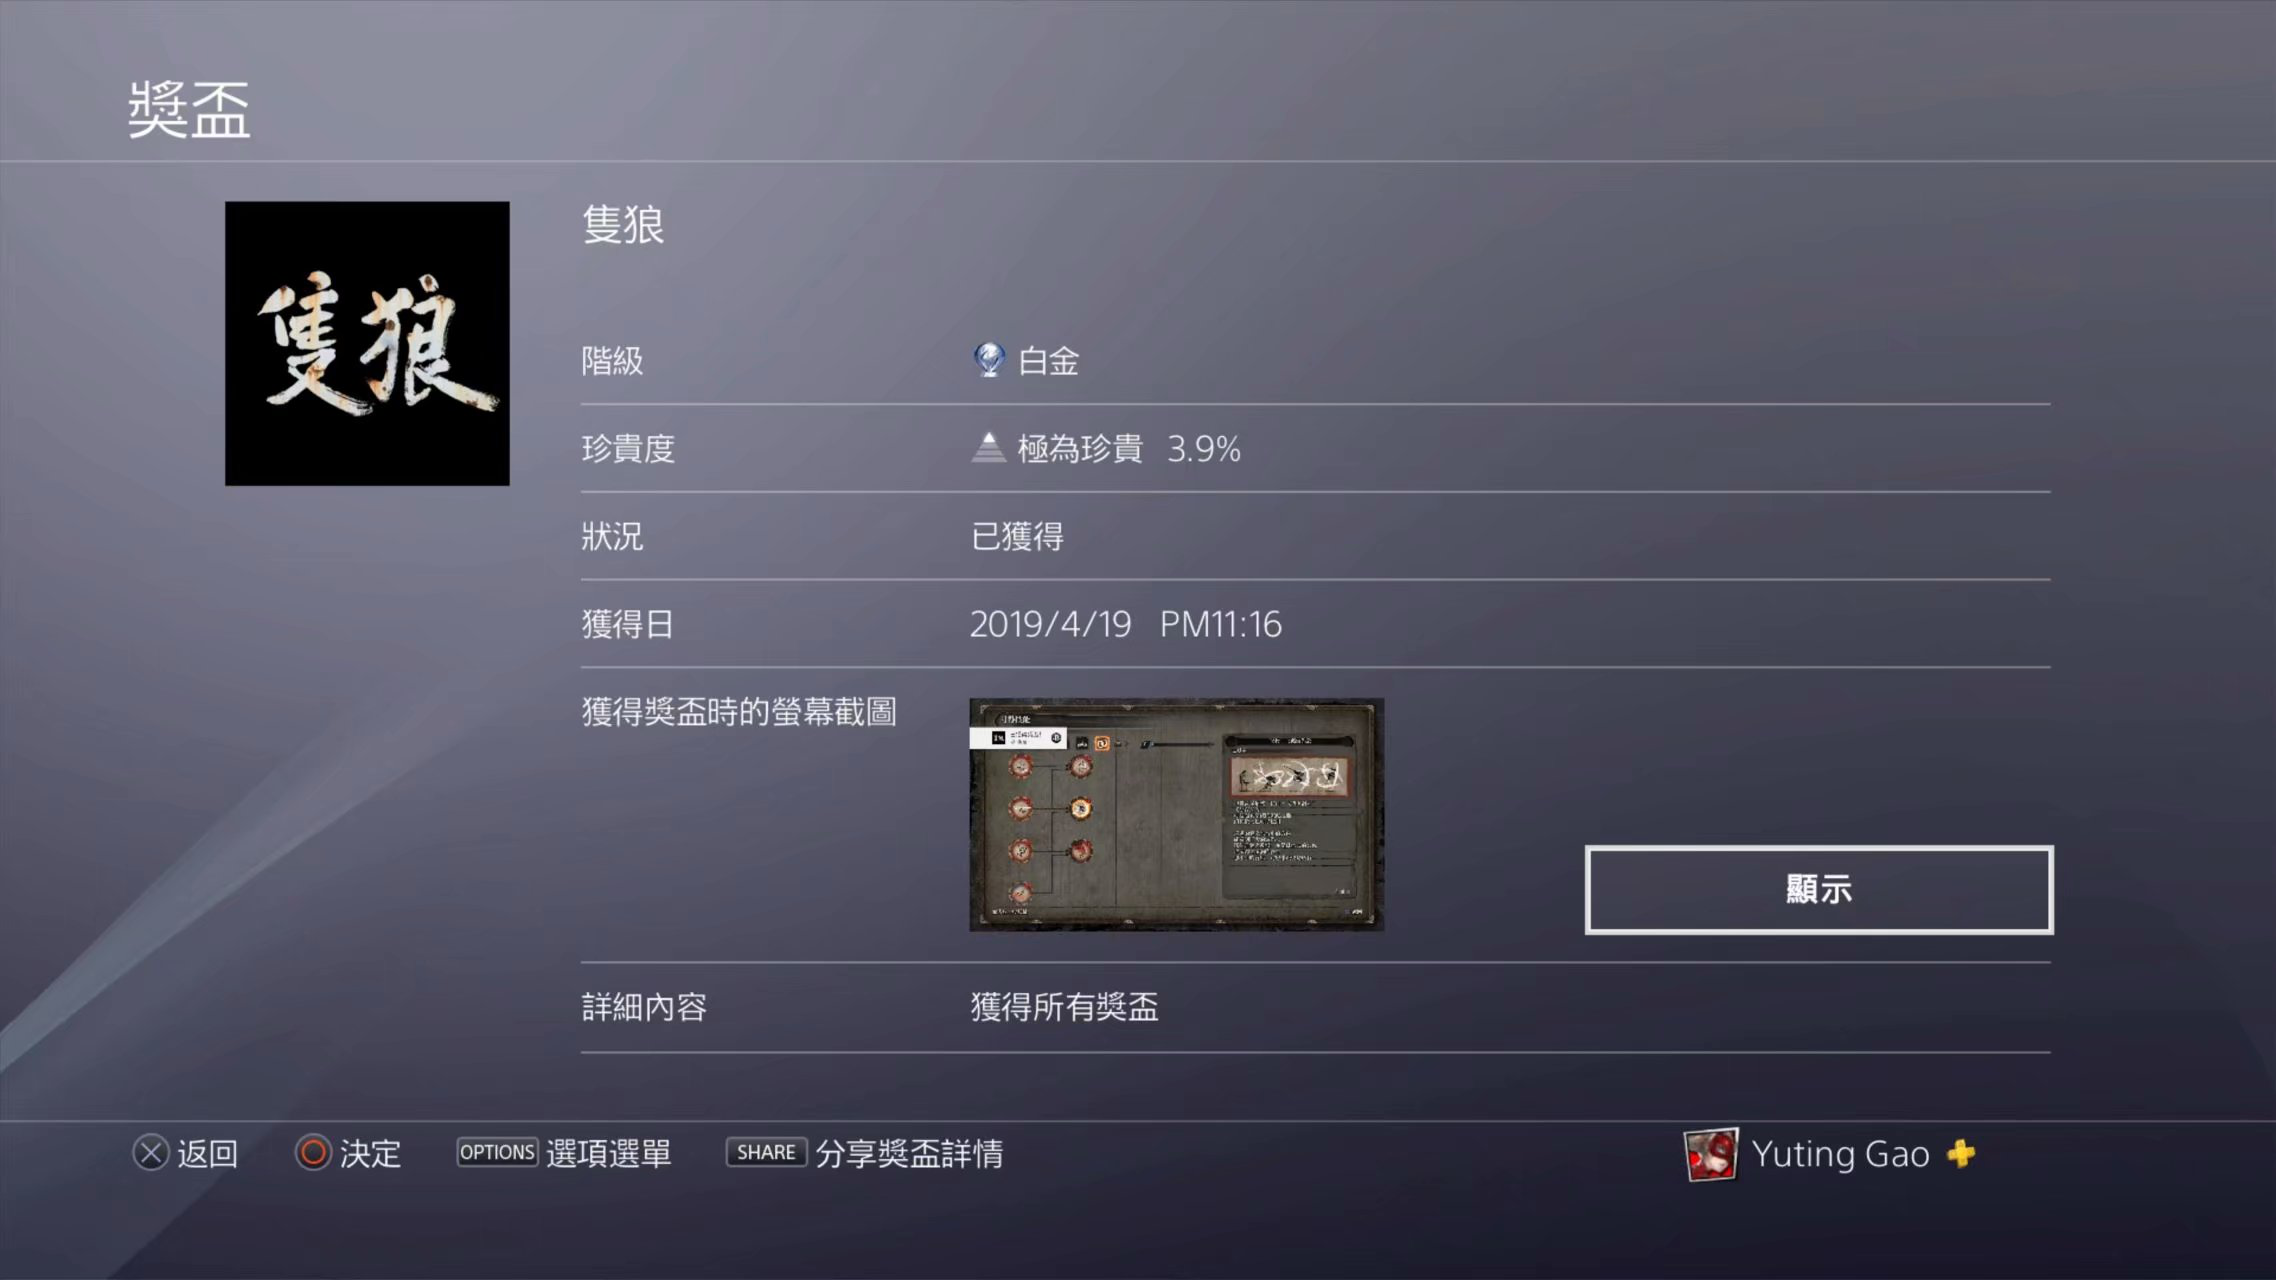 獎盃
隻狼
隻狼
階級 白金
珍貴度 極為珍貴 3.9%
狀況 已獲得
獲得日 2019/4/19 PM11:16
獲得獎盃時的螢幕截圖
顯示
詳細內容 獲得所有獎盃
返回 決定 OPTIONS 選項選單 SHARE 分享獎盃詳情 Yuting Gao